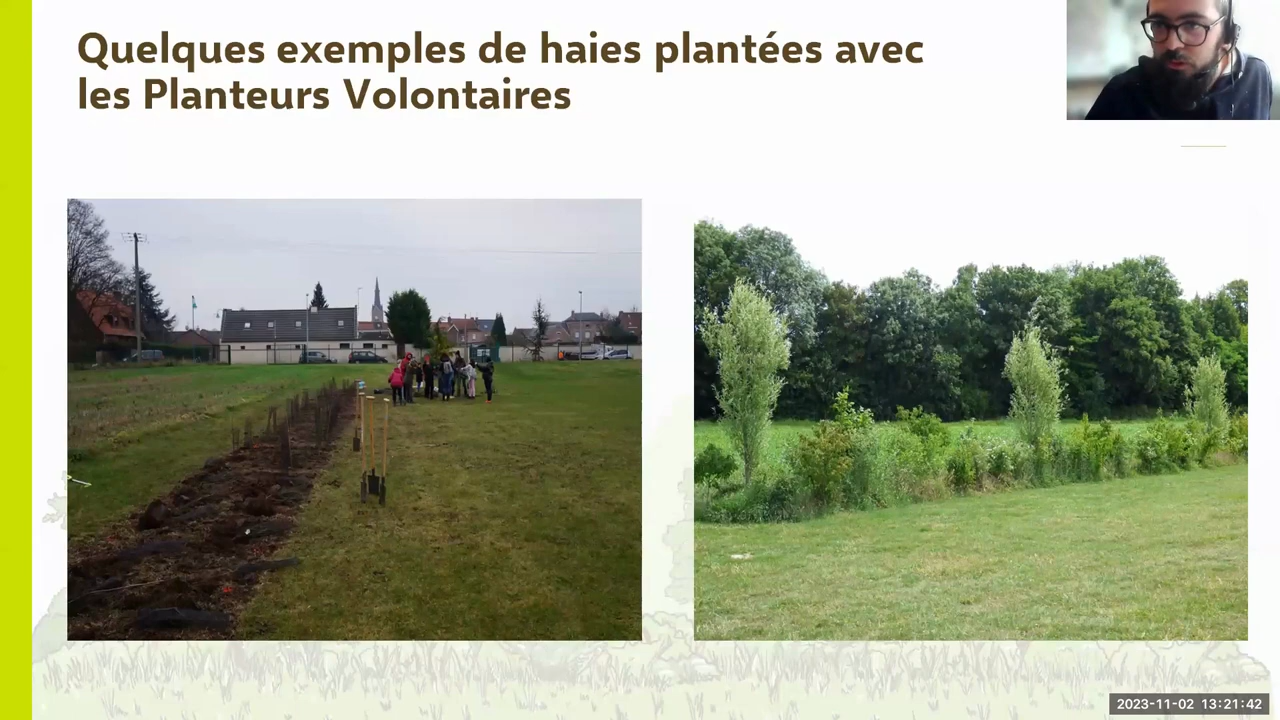 Quelques exemples de haies plantées avec
les Planteurs Volontaires
2023-11-02 13:21:42